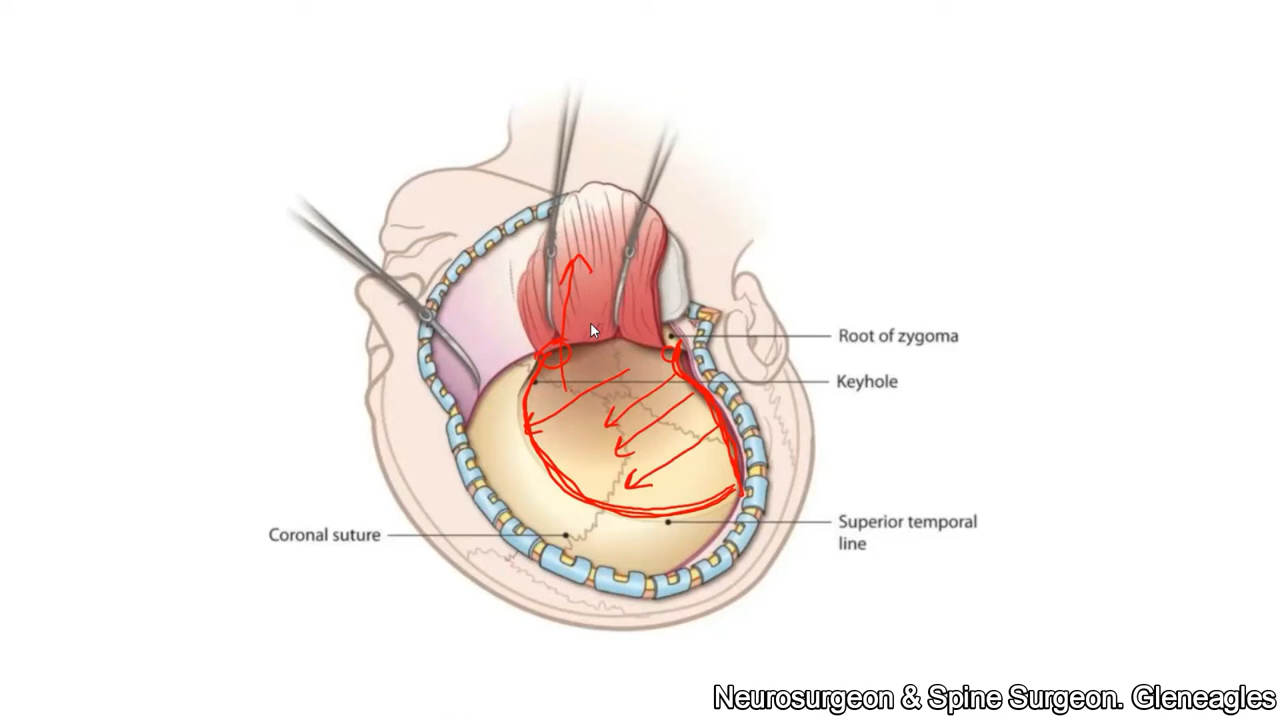 Root of zygoma
Keyhole
Coronal suture
Superior temporal
line
Neurosurgeon & Spine Surgeon. Gleneagles